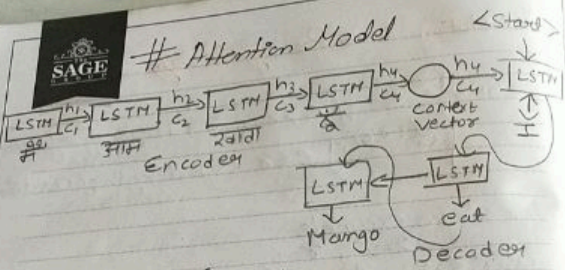 SAGE
# Attention Model
<Start>
LSTM h1 C1 LSTM h2 C2 LSTM h3 C3 LSTM h4 C4 h4 C4 LSTM
context vector
आम
Encoder
I
LSTM LSTM
Mango
eat
Decoder